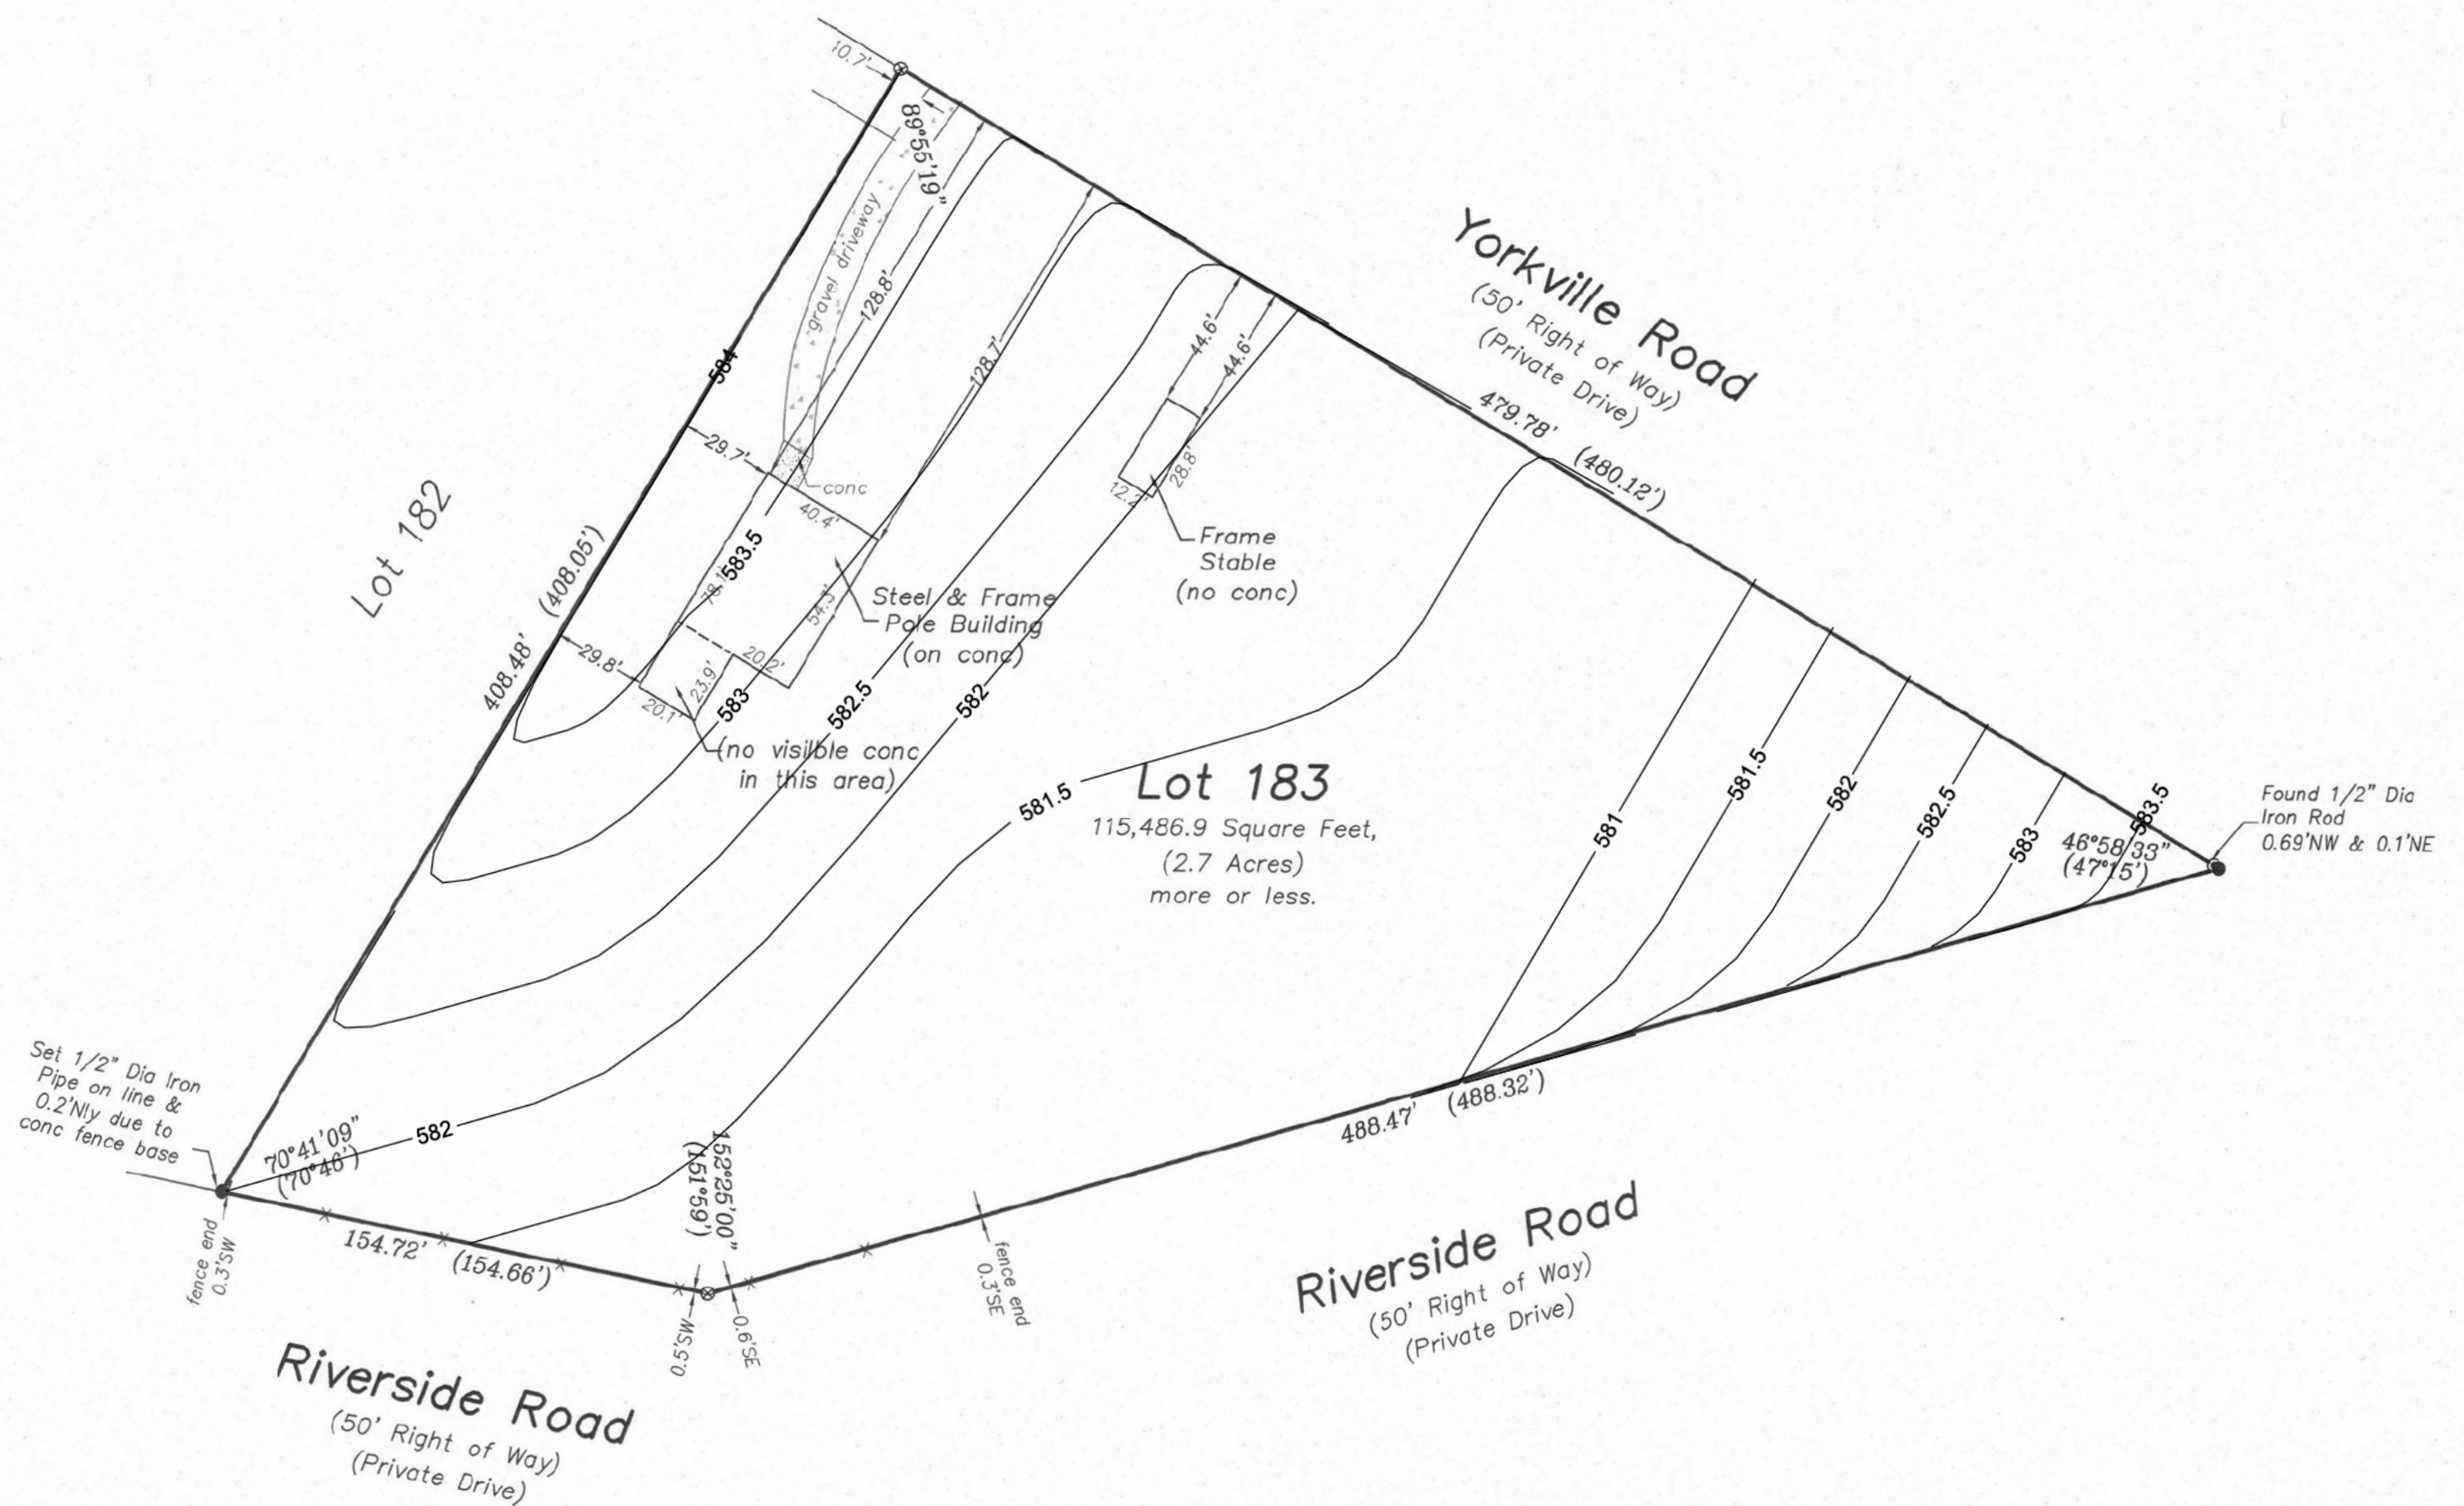 10.7'
89°55'19"
gravel driveway
128.8'
128.7'
44.6'
44.6'
Yorkville Road
(50' Right of Way)
(Private Drive)
479.78' (480.12')
584
29.7'
conc
40.4'
Lot 182
408.48' (408.05')
583.5
78.1'
54.3'
Steel & Frame
Pole Building
(on conc)
12.2'
28.8'
Frame
Stable
(no conc)
29.8'
20.1'
23.9'
20.2'
583
582.5
582
(no visible conc
in this area)
581.5
Lot 183
115,486.9 Square Feet,
(2.7 Acres)
more or less.
581
581.5
582
582.5
583
583.5
46°58'33"
(47°15')
Found 1/2" Dia
Iron Rod
0.69'NW & 0.1'NE
Set 1/2" Dia Iron
Pipe on line &
0.2'Nly due to
conc fence base
70°41'09"
(70°46')
582
152°25'00"
(151°59')
fence end
0.3'SW
154.72' (154.66')
0.5'SW
0.6'SE
fence end
0.3'SE
488.47' (488.32')
Riverside Road
(50' Right of Way)
(Private Drive)
Riverside Road
(50' Right of Way)
(Private Drive)